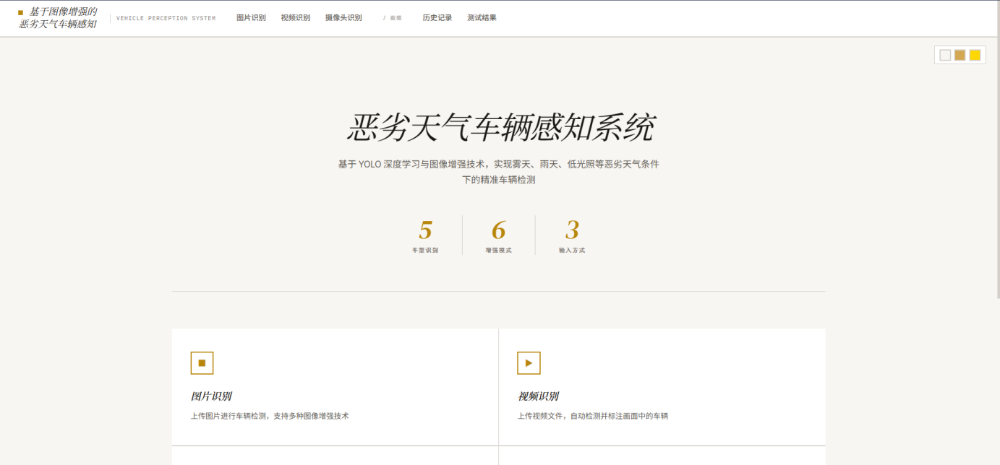 基于图像增强的
恶劣天气车辆感知
VEHICLE PERCEPTION SYSTEM
图片识别
视频识别
摄像头识别
/ 数据
历史记录
测试结果
恶劣天气车辆感知系统
基于 YOLO 深度学习与图像增强技术，实现雾天、雨天、低光照等恶劣天气条件
下的精准车辆检测
5
车型识别
6
增强模式
3
输入方式
图片识别
上传图片进行车辆检测，支持多种图像增强技术
视频识别
上传视频文件，自动检测并标注画面中的车辆